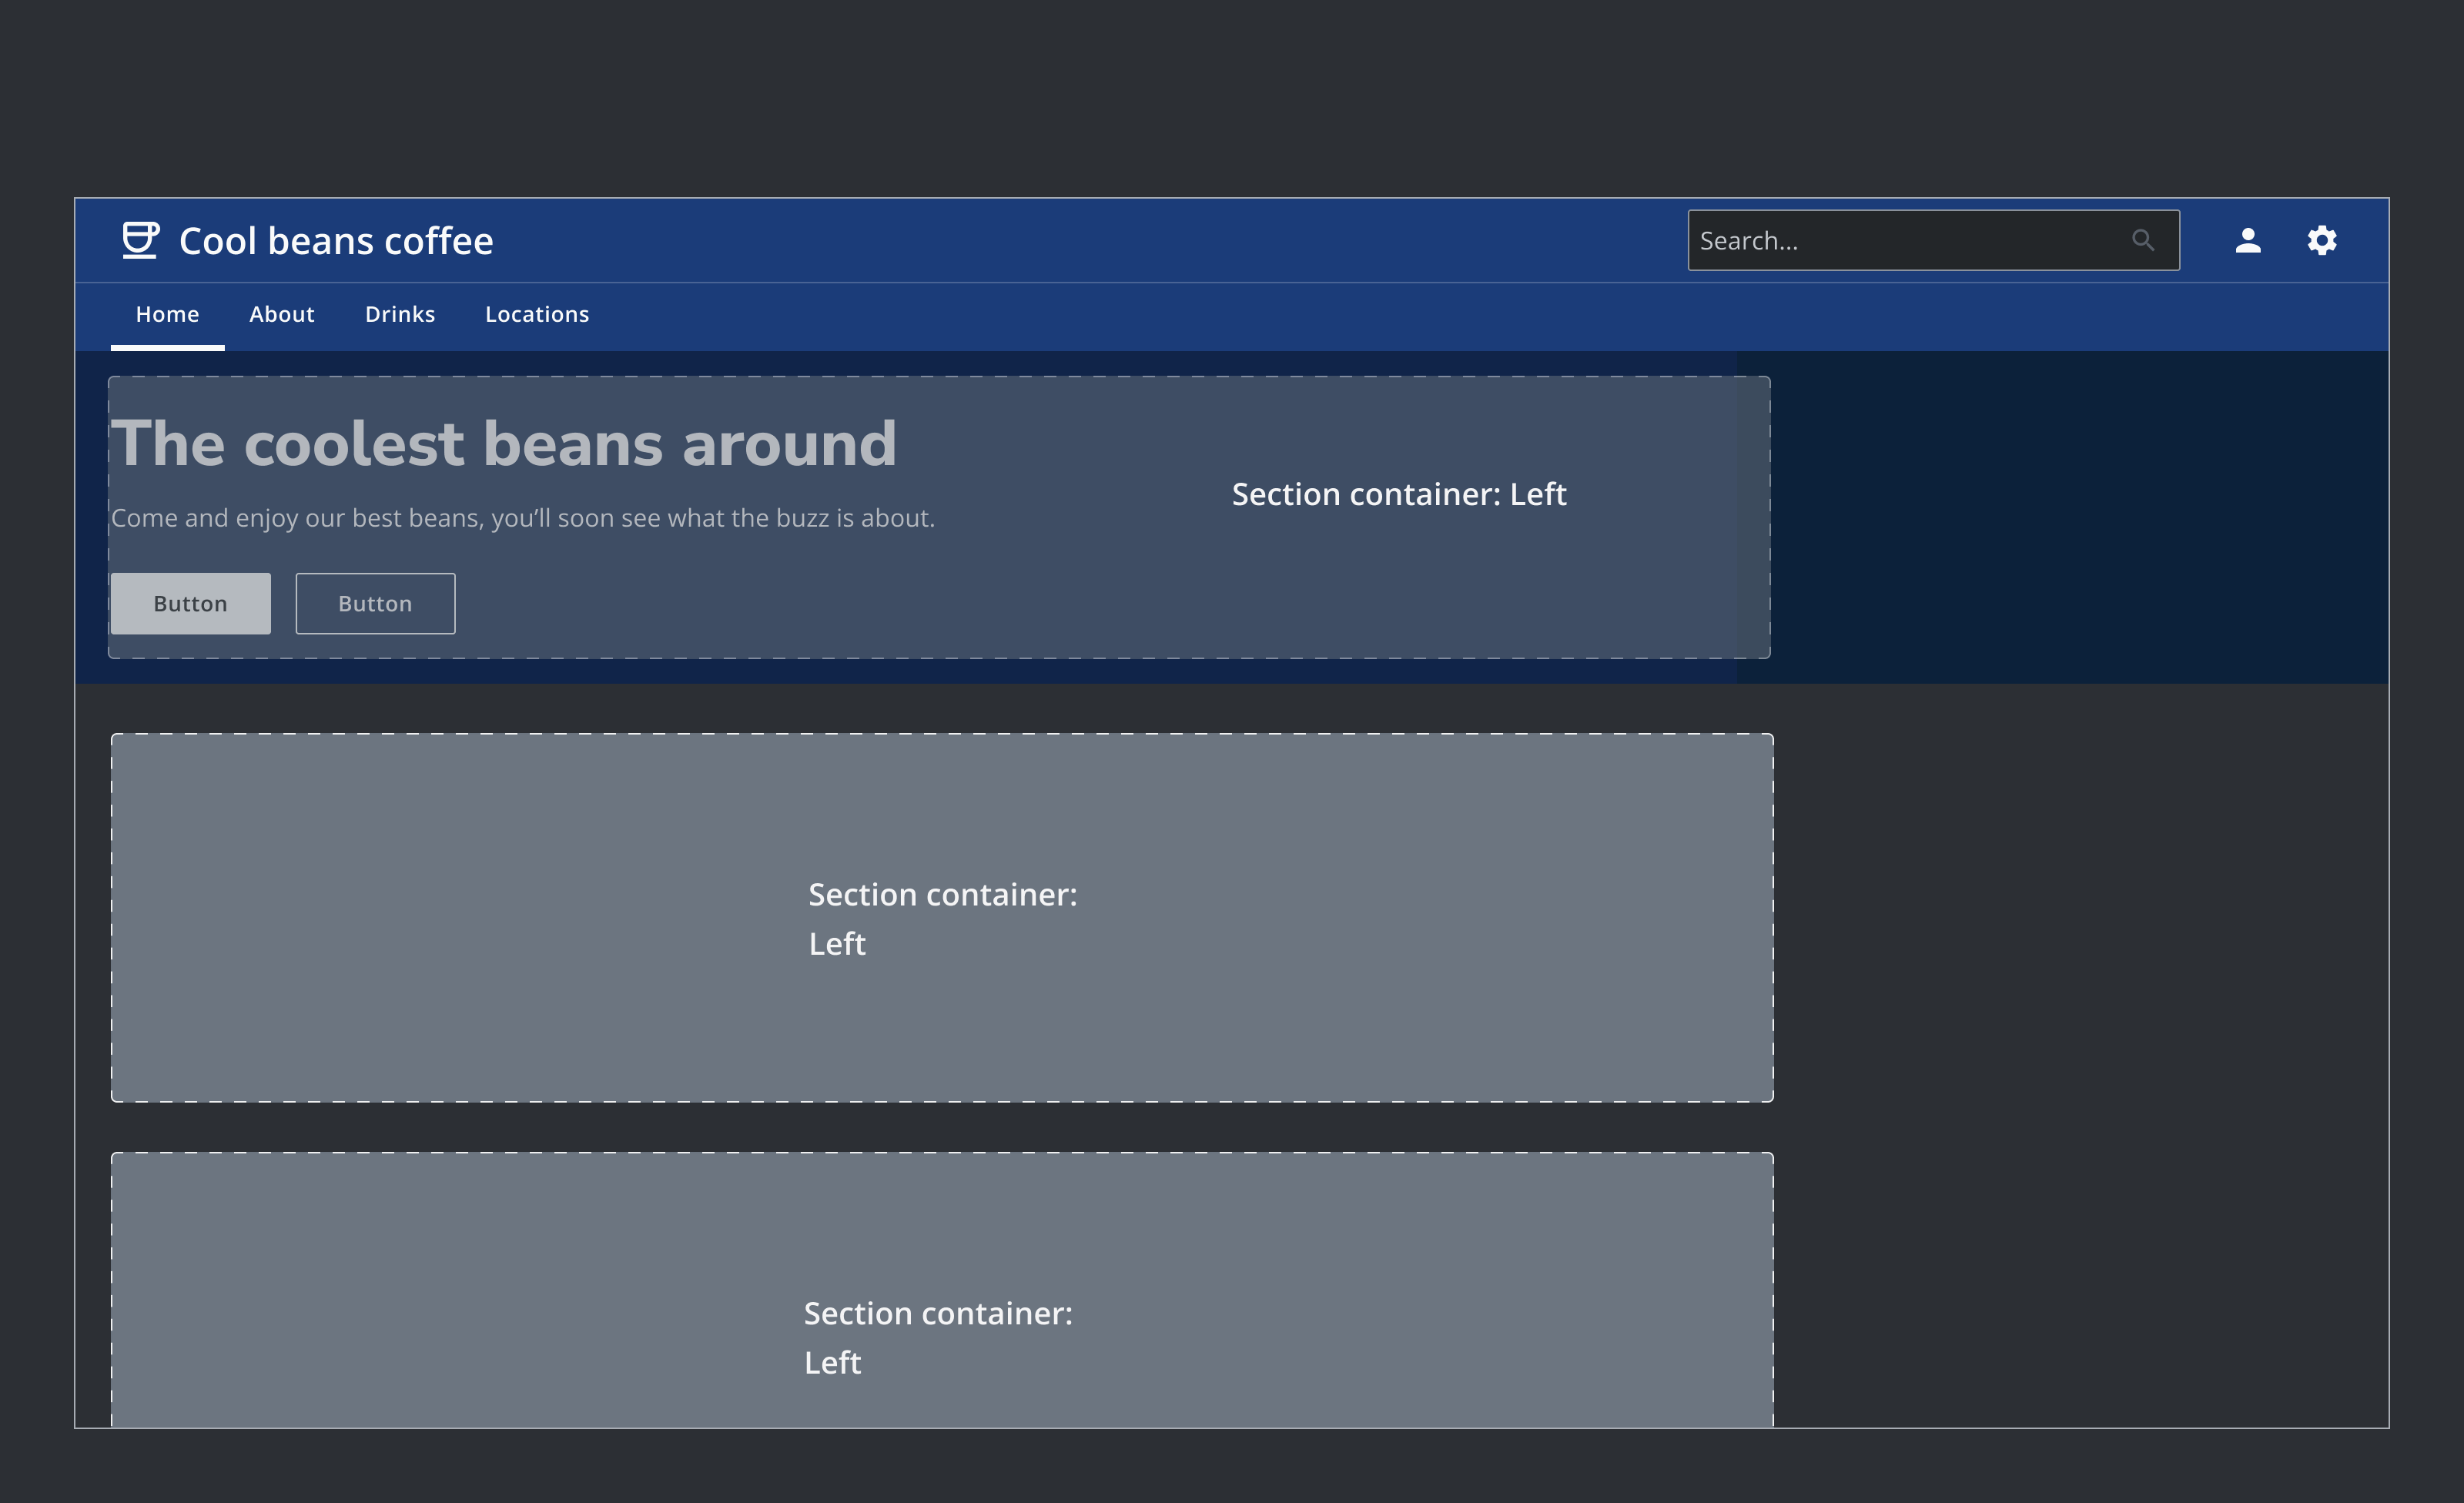 Cool beans coffee
Search...
Home About Drinks Locations
The coolest beans around
Section container: Left
Come and enjoy our best beans, you’ll soon see what the buzz is about.
Button Button
Section container:
Left
Section container:
Left